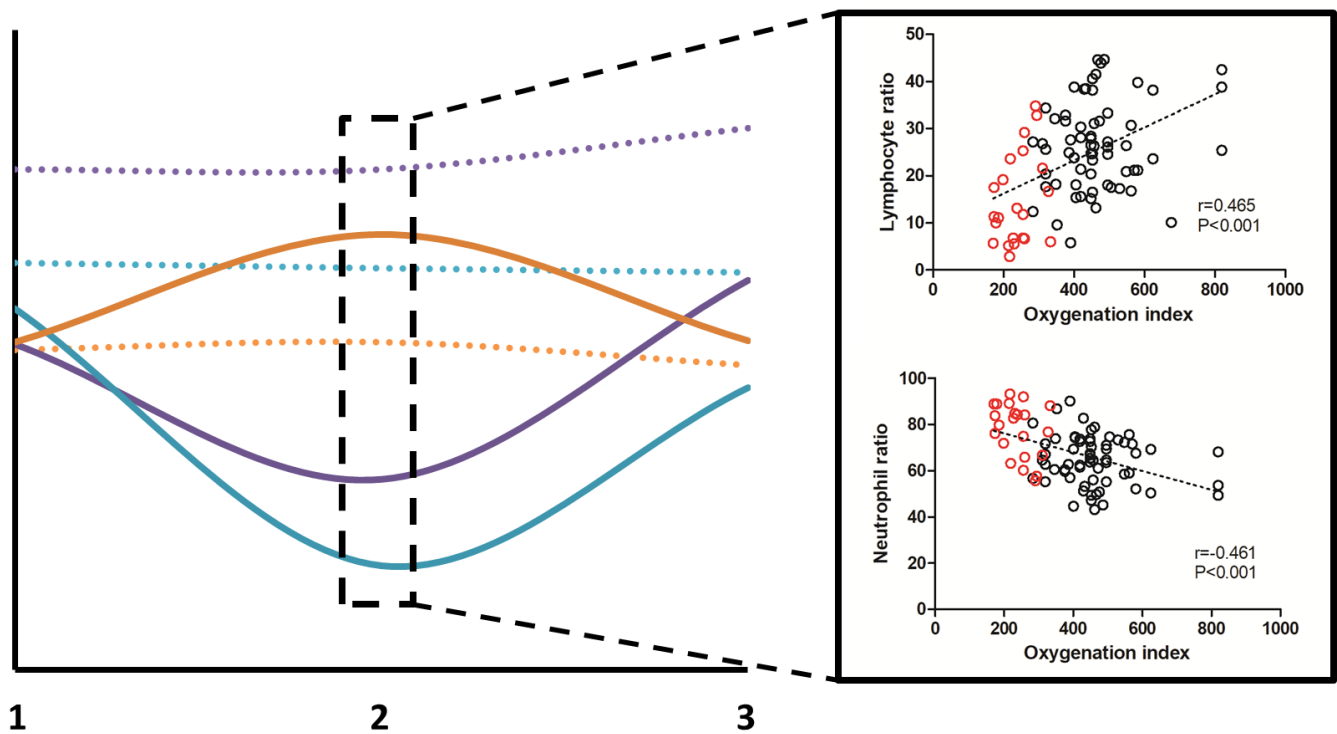 1
2
3
Lymphocyte ratio
50
40
30
20
10
0
r=0.465
P<0.001
0 200 400 600 800 1000
Oxygenation index
Neutrophil ratio
100
80
60
40
20
0
r=-0.461
P<0.001
0 200 400 600 800 1000
Oxygenation index